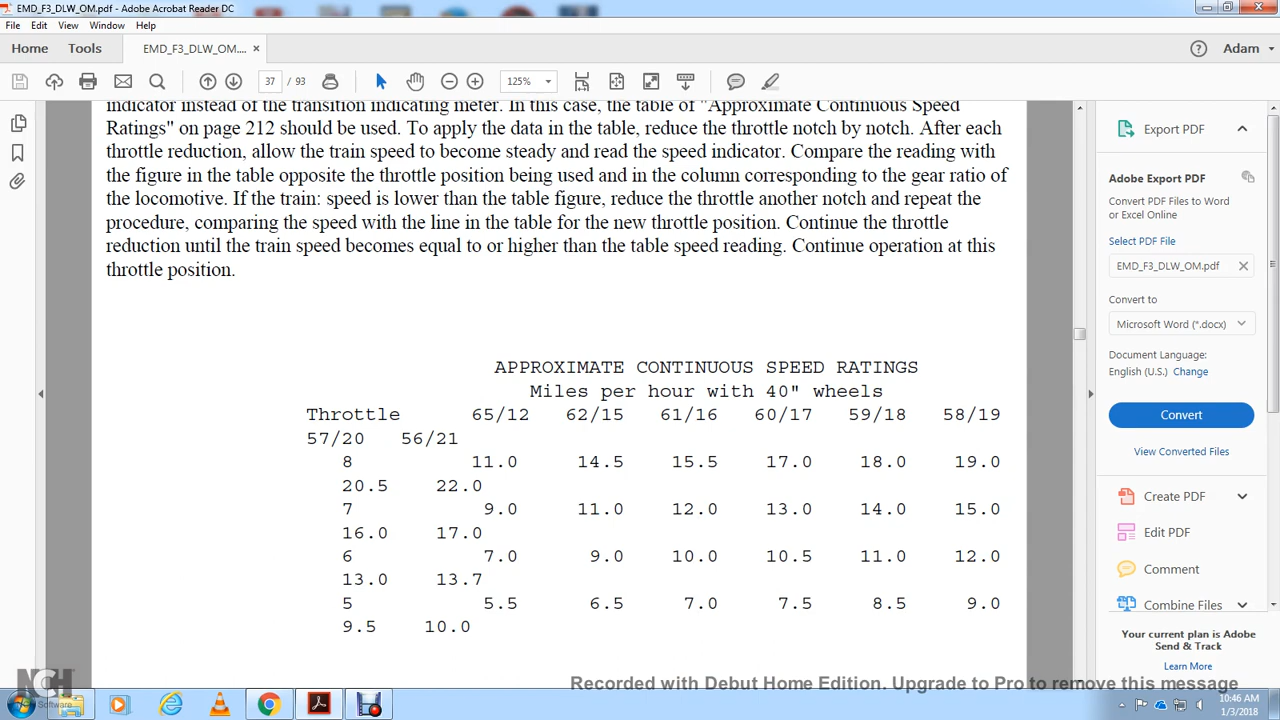 EMD_F3_DLW_OM.pdf - Adobe Acrobat Reader DC
File Edit View Window Help
Home Tools EMD_F3_DLW_OM.... × Adam
37 / 93 125%
indicator instead of the transition indicating meter. In this case, the table of "Approximate Continuous Speed
Ratings" on page 212 should be used. To apply the data in the table, reduce the throttle notch by notch. After each
throttle reduction, allow the train speed to become steady and read the speed indicator. Compare the reading with
the figure in the table opposite the throttle position being used and in the column corresponding to the gear ratio of
the locomotive. If the train: speed is lower than the table figure, reduce the throttle another notch and repeat the
procedure, comparing the speed with the line in the table for the new throttle position. Continue the throttle
reduction until the train speed becomes equal to or higher than the table speed reading. Continue operation at this
throttle position.
APPROXIMATE CONTINUOUS SPEED RATINGS
Miles per hour with 40" wheels
Throttle 65/12 62/15 61/16 60/17 59/18 58/19
57/20 56/21
8 11.0 14.5 15.5 17.0 18.0 19.0
20.5 22.0
7 9.0 11.0 12.0 13.0 14.0 15.0
16.0 17.0
6 7.0 9.0 10.0 10.5 11.0 12.0
13.0 13.7
5 5.5 6.5 7.0 7.5 8.5 9.0
9.5 10.0
Export PDF
Adobe Export PDF
Convert PDF Files to Word
or Excel Online
Select PDF File
EMD_F3_DLW_OM.pdf
Convert to
Microsoft Word (*.docx)
Document Language:
English (U.S.) Change
Convert
View Converted Files
Create PDF
Edit PDF
Comment
Combine Files
Your current plan is Adobe
Send & Track
Learn More
NCH Software
Recorded with Debut Home Edition. Upgrade to Pro to remove this message
10:46 AM
1/3/2018